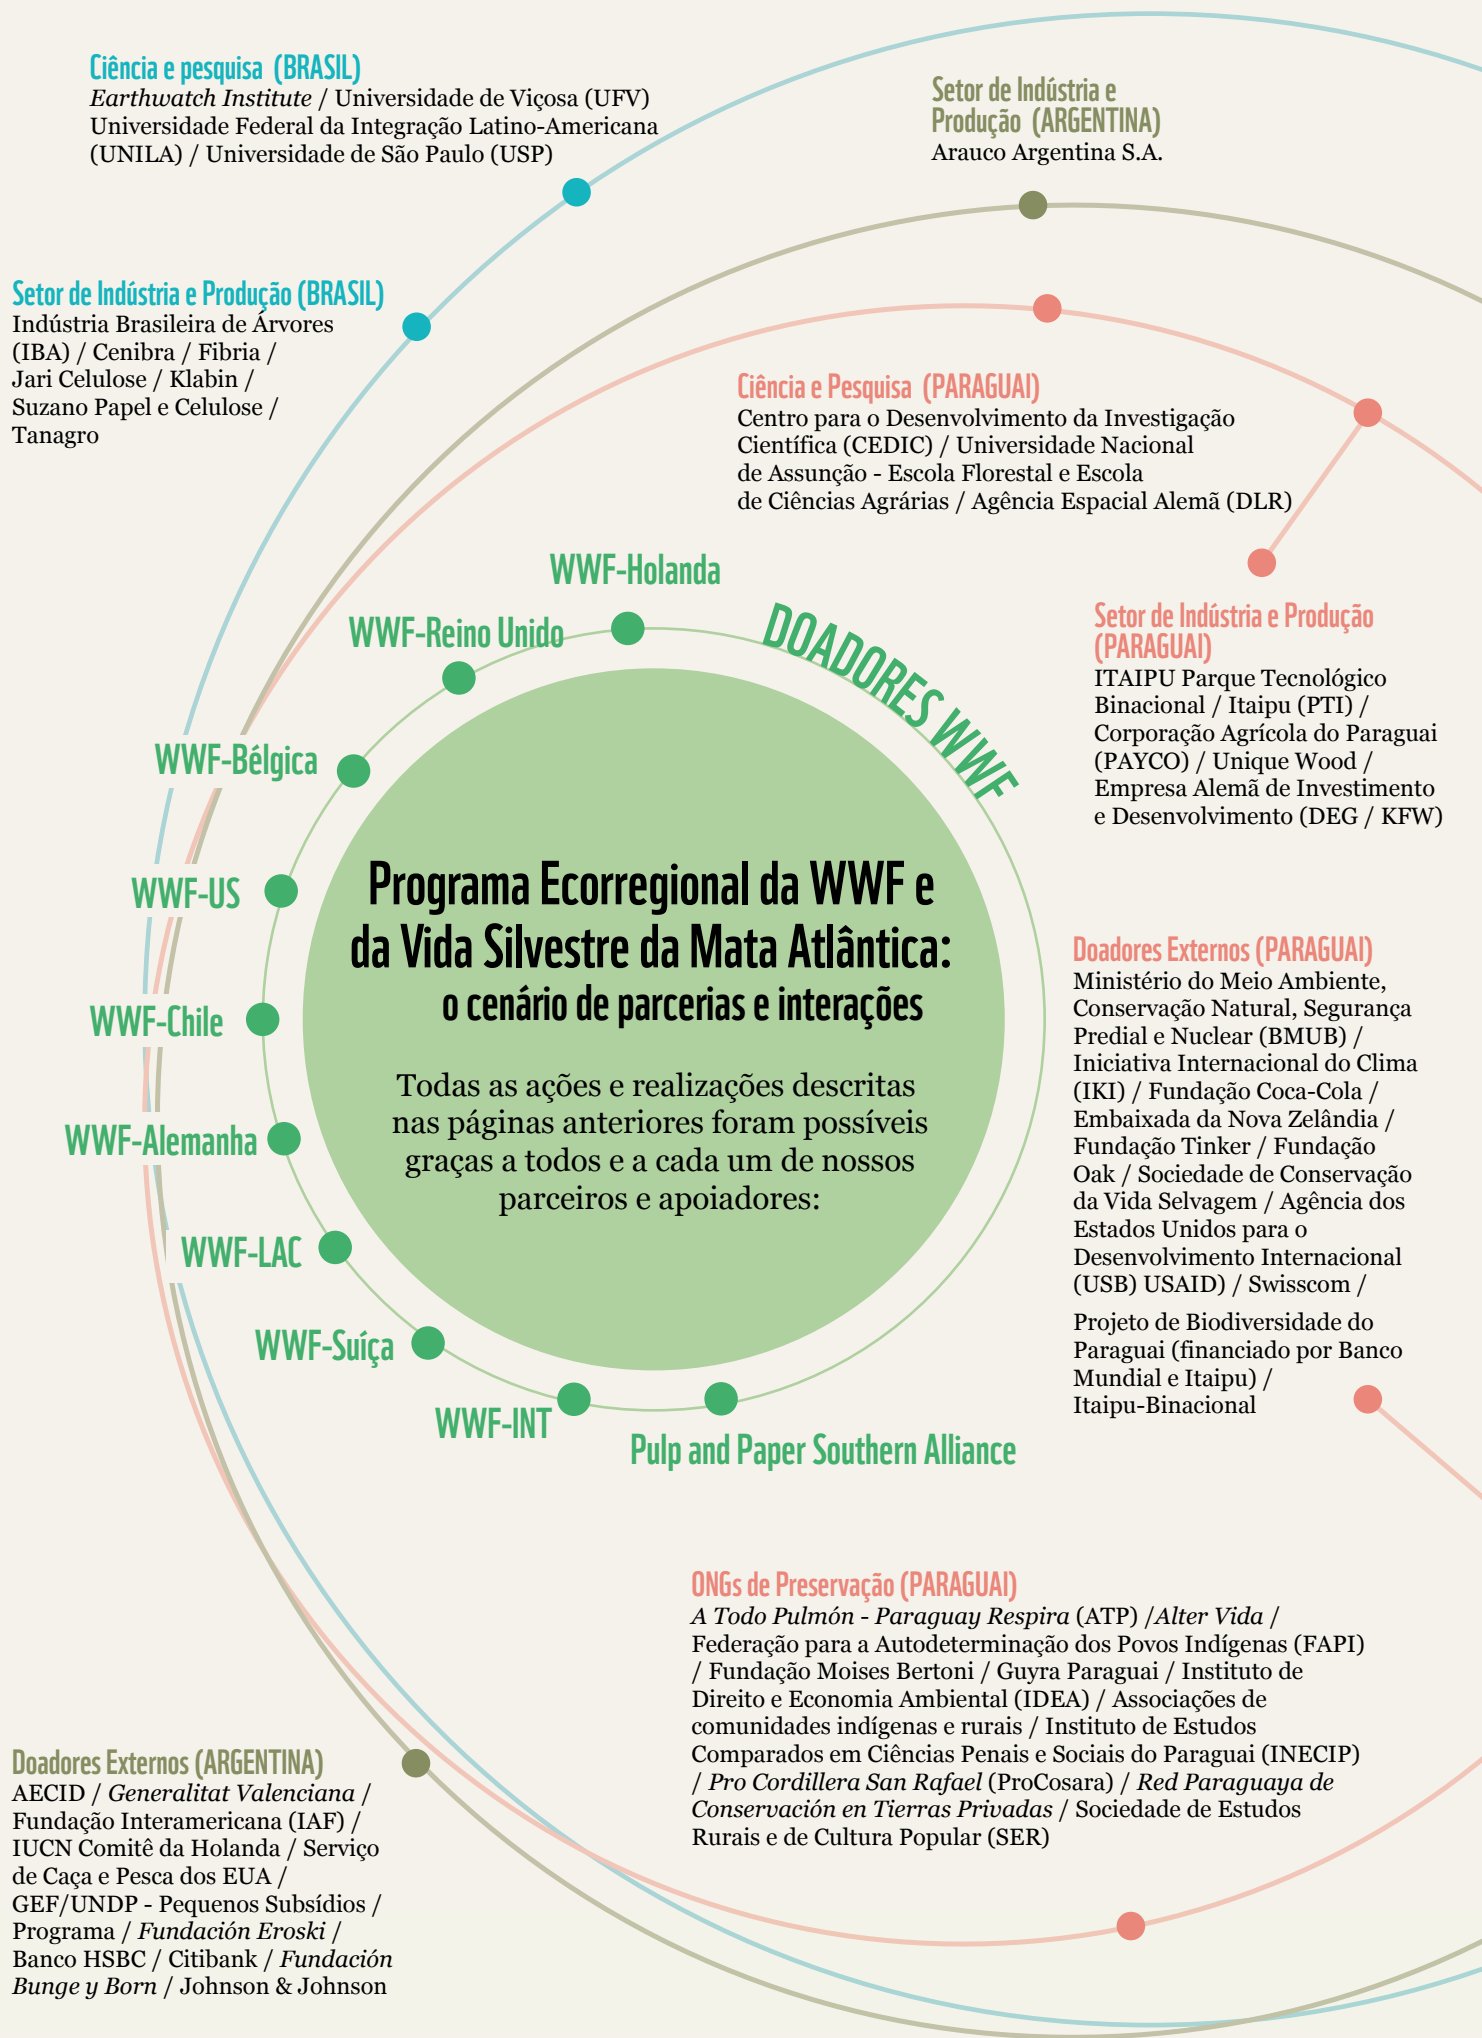 Ciência e pesquisa (BRASIL)
Earthwatch Institute / Universidade de Viçosa (UFV)
Universidade Federal da Integração Latino-Americana
(UNILA) / Universidade de São Paulo (USP)
Setor de Indústria e
Produção (ARGENTINA)
Arauco Argentina S.A.
Setor de Indústria e Produção (BRASIL)
Indústria Brasileira de Árvores
(IBA) / Cenibra / Fibria /
Jari Celulose / Klabin /
Suzano Papel e Celulose /
Tanagro
Ciência e Pesquisa (PARAGUAI)
Centro para o Desenvolvimento da Investigação
Científica (CEDIC) / Universidade Nacional
de Assunção - Escola Florestal e Escola
de Ciências Agrárias / Agência Espacial Alemã (DLR)
Setor de Indústria e Produção
(PARAGUAI)
ITAIPU Parque Tecnológico
Binacional / Itaipu (PTI) /
Corporação Agrícola do Paraguai
(PAYCO) / Unique Wood /
Empresa Alemã de Investimento
e Desenvolvimento (DEG / KFW)
DOADORES WWF
WWF-Holanda
WWF-Reino Unido
WWF-Bélgica
WWF-US
WWF-Chile
WWF-Alemanha
WWF-LAC
WWF-Suíça
WWF-INT
Pulp and Paper Southern Alliance
Programa Ecorregional da WWF e
da Vida Silvestre da Mata Atlântica:
o cenário de parcerias e interações
Todas as ações e realizações descritas
nas páginas anteriores foram possíveis
graças a todos e a cada um de nossos
parceiros e apoiadores:
Doadores Externos (PARAGUAI)
Ministério do Meio Ambiente,
Conservação Natural, Segurança
Predial e Nuclear (BMUB) /
Iniciativa Internacional do Clima
(IKI) / Fundação Coca-Cola /
Embaixada da Nova Zelândia /
Fundação Tinker / Fundação
Oak / Sociedade de Conservação
da Vida Selvagem / Agência dos
Estados Unidos para o
Desenvolvimento Internacional
(USB) USAID) / Swisscom /
Projeto de Biodiversidade do
Paraguai (financiado por Banco
Mundial e Itaipu) /
Itaipu-Binacional
ONGs de Preservação (PARAGUAI)
A Todo Pulmón - Paraguay Respira (ATP) /Alter Vida /
Federação para a Autodeterminação dos Povos Indígenas (FAPI)
/ Fundação Moises Bertoni / Guyra Paraguai / Instituto de
Direito e Economia Ambiental (IDEA) / Associações de
comunidades indígenas e rurais / Instituto de Estudos
Comparados em Ciências Penais e Sociais do Paraguai (INECIP)
/ Pro Cordillera San Rafael (ProCosara) / Red Paraguaya de
Conservación en Tierras Privadas / Sociedade de Estudos
Rurais e de Cultura Popular (SER)
Doadores Externos (ARGENTINA)
AECID / Generalitat Valenciana /
Fundação Interamericana (IAF) /
IUCN Comitê da Holanda / Serviço
de Caça e Pesca dos EUA /
GEF/UNDP - Pequenos Subsídios /
Programa / Fundación Eroski /
Banco HSBC / Citibank / Fundación
Bunge y Born / Johnson & Johnson